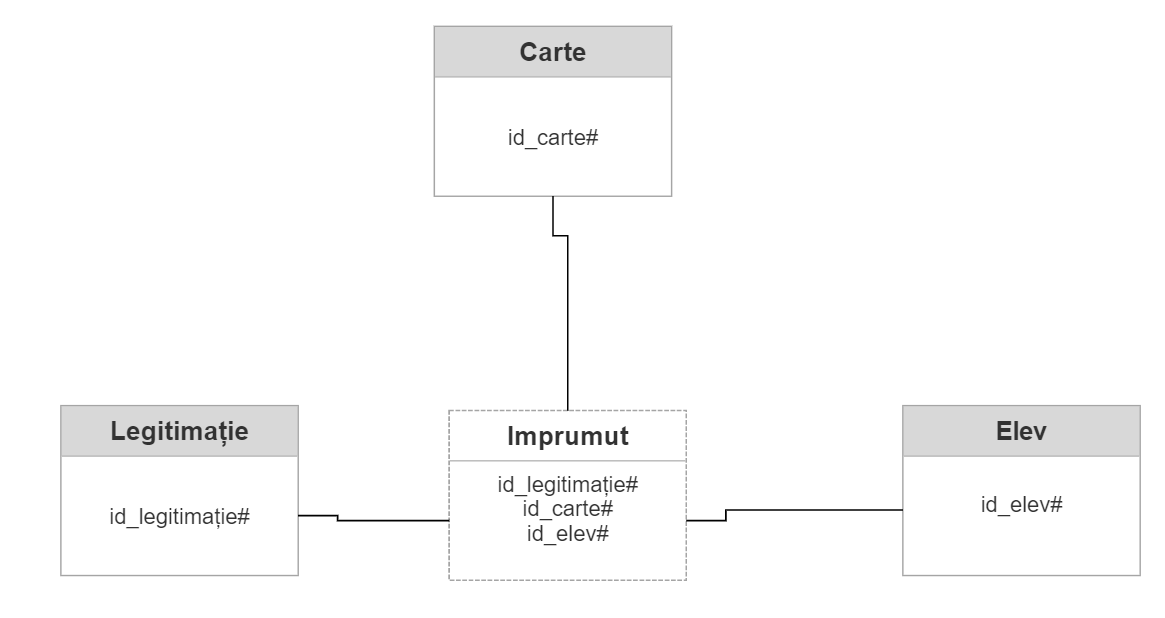 Carte
id_carte#
Legitimație
id_legitimație#
Imprumut
id_legitimație#
id_carte#
id_elev#
Elev
id_elev#